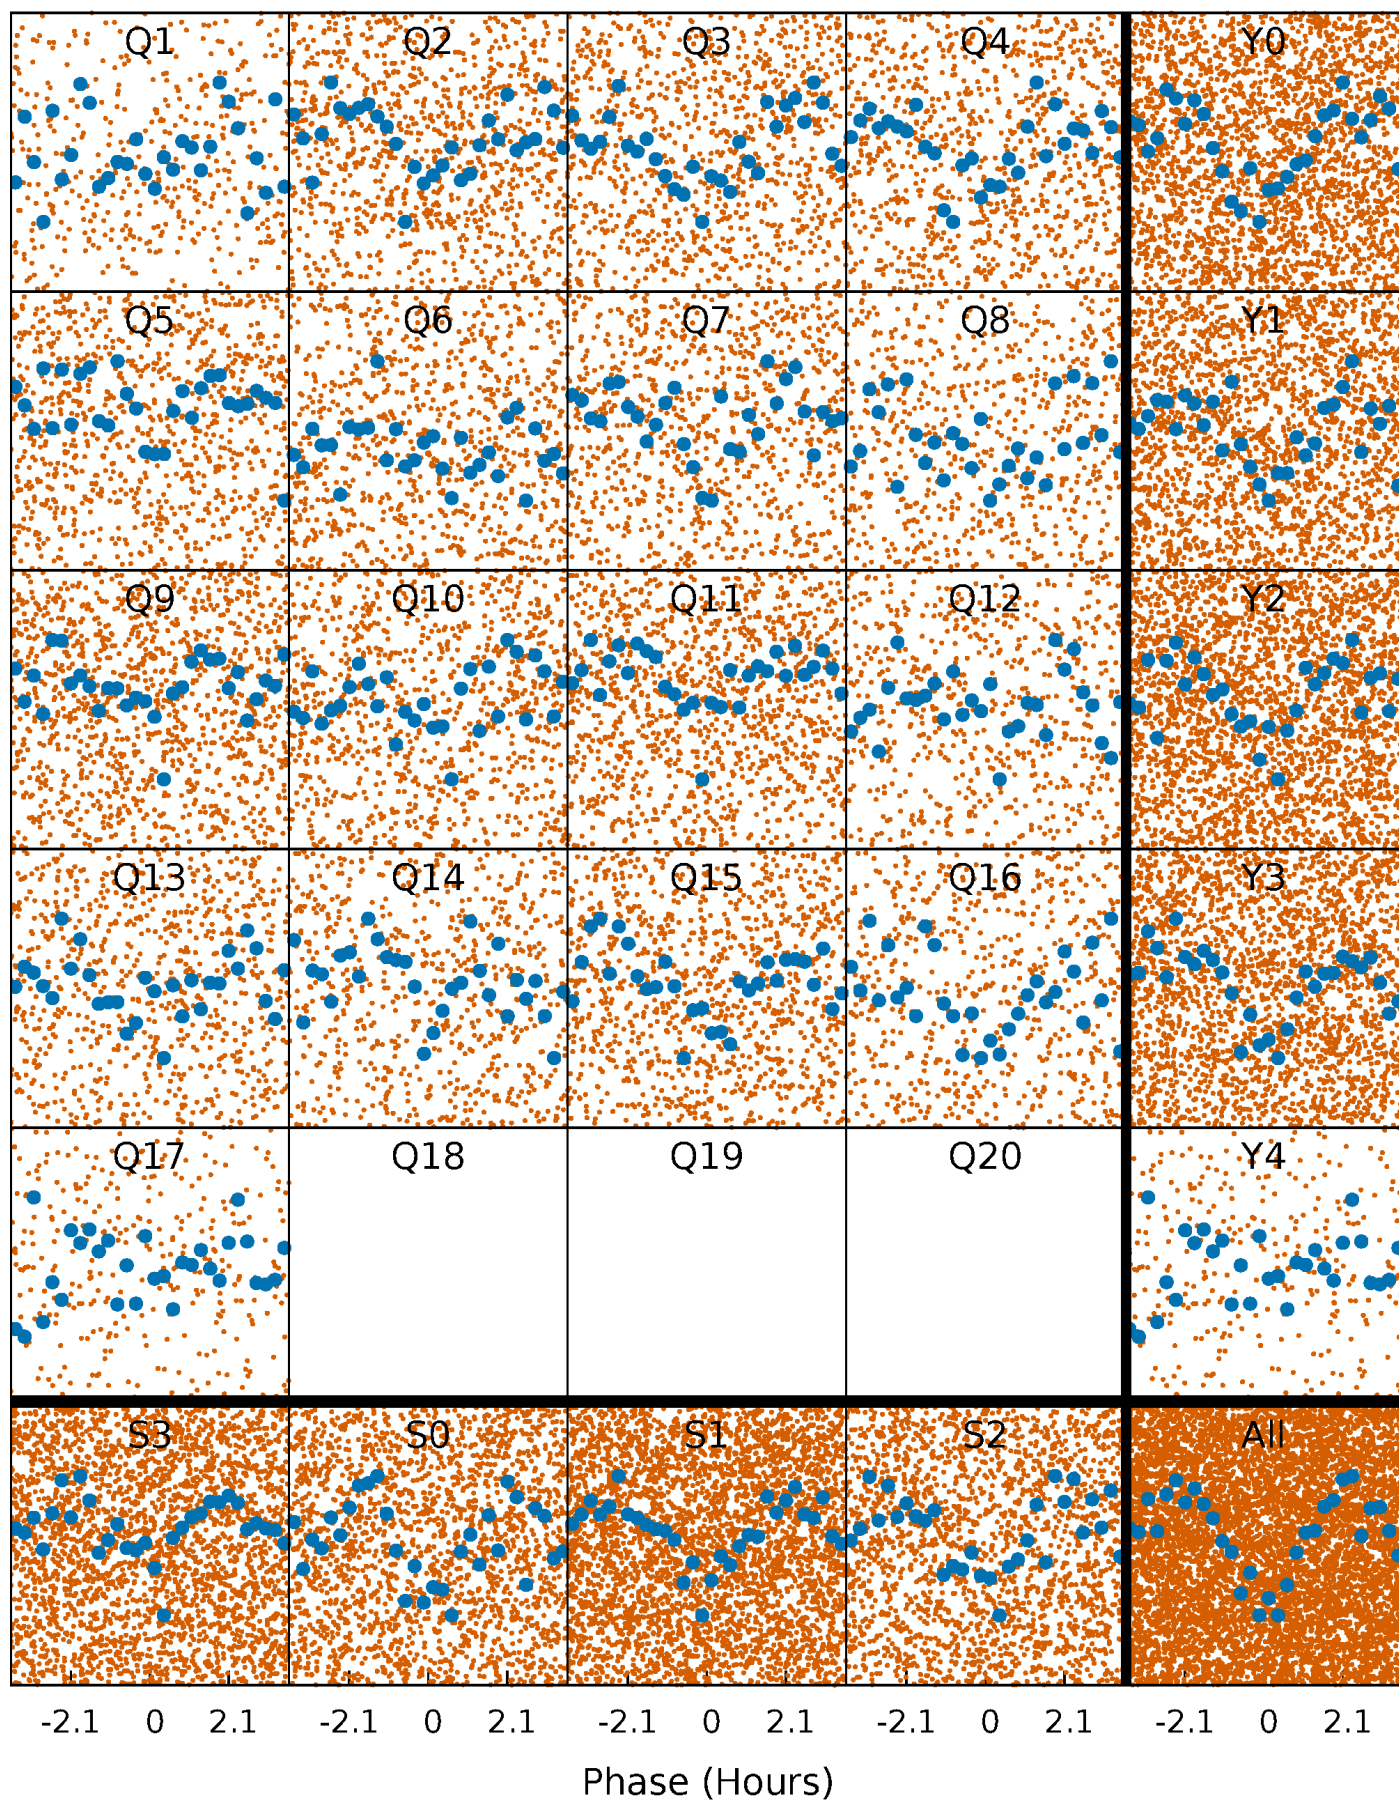 Q1 Q2 Q3 Q4 Y0
Q5 Q6 Q7 Q8 Y1
Q9 Q10 Q11 Q12 Y2
Q13 Q14 Q15 Q16 Y3
Q17 Q18 Q19 Q20 Y4
S3 S0 S1 S2 All
-2.1 0 2.1 -2.1 0 2.1 -2.1 0 2.1 -2.1 0 2.1 -2.1 0 2.1
Phase (Hours)